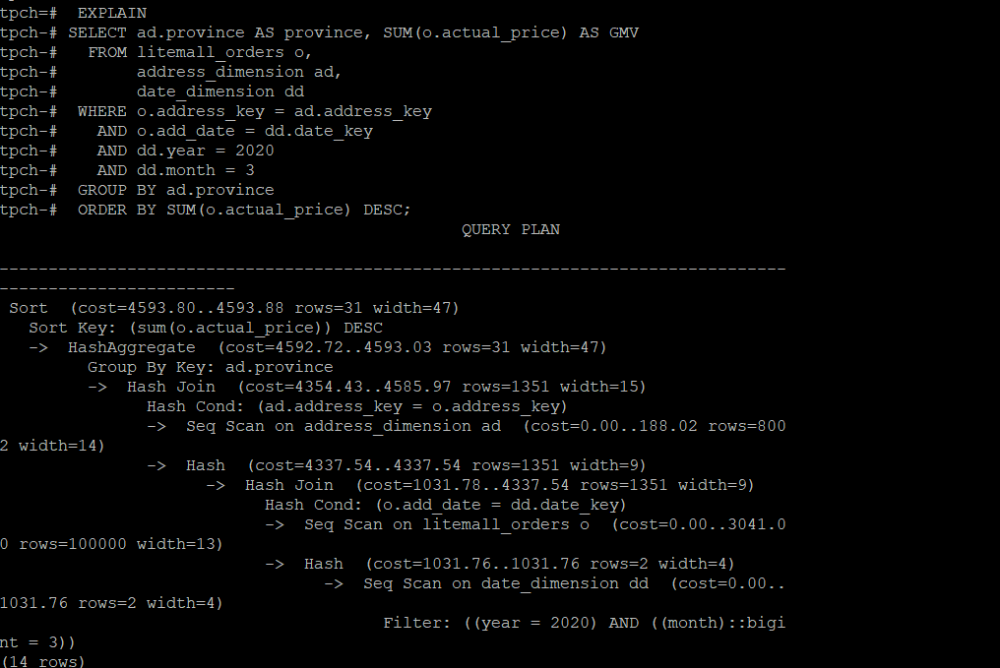 tpch=#  EXPLAIN
tpch-# SELECT ad.province AS province, SUM(o.actual_price) AS GMV
tpch-#   FROM litemall_orders o,
tpch-#        address_dimension ad,
tpch-#        date_dimension dd
tpch-#  WHERE o.address_key = ad.address_key
tpch-#    AND o.add_date = dd.date_key
tpch-#    AND dd.year = 2020
tpch-#    AND dd.month = 3
tpch-#  GROUP BY ad.province
tpch-#  ORDER BY SUM(o.actual_price) DESC;
QUERY PLAN
--------------------------------------------------------------------------------
------------------------
Sort  (cost=4593.80..4593.88 rows=31 width=47)
Sort Key: (sum(o.actual_price)) DESC
->  HashAggregate  (cost=4592.72..4593.03 rows=31 width=47)
Group By Key: ad.province
->  Hash Join  (cost=4354.43..4585.97 rows=1351 width=15)
Hash Cond: (ad.address_key = o.address_key)
->  Seq Scan on address_dimension ad  (cost=0.00..188.02 rows=800
2 width=14)
->  Hash  (cost=4337.54..4337.54 rows=1351 width=9)
->  Hash Join  (cost=1031.78..4337.54 rows=1351 width=9)
Hash Cond: (o.add_date = dd.date_key)
->  Seq Scan on litemall_orders o  (cost=0.00..3041.0
0 rows=100000 width=13)
->  Hash  (cost=1031.76..1031.76 rows=2 width=4)
->  Seq Scan on date_dimension dd  (cost=0.00..
1031.76 rows=2 width=4)
Filter: ((year = 2020) AND ((month)::bigi
nt = 3))
(14 rows)